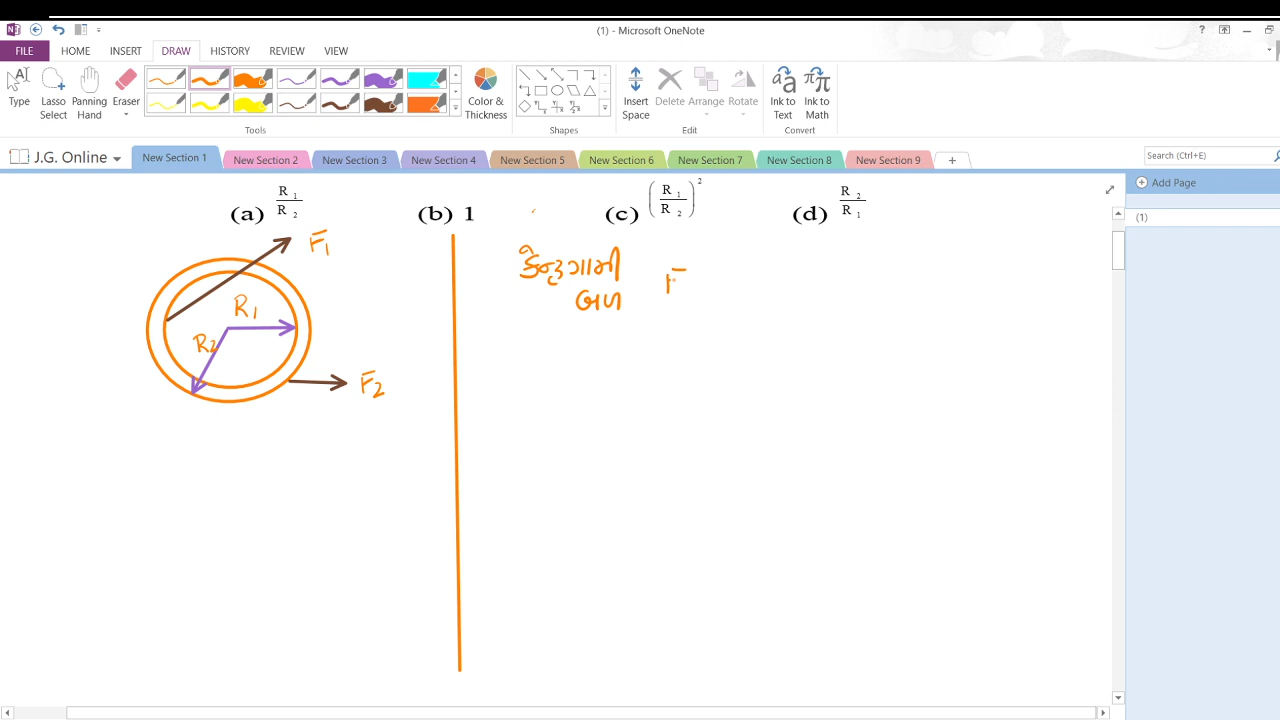 (1) - Microsoft OneNote
FILE HOME INSERT DRAW HISTORY REVIEW VIEW
Type
Lasso Select
Panning Hand
Eraser
Color & Thickness
Insert Space
Delete
Arrange
Rotate
Ink to Text
Ink to Math
Tools
Shapes
Edit
Convert
J.G. Online
New Section 1
New Section 2
New Section 3
New Section 4
New Section 5
New Section 6
New Section 7
New Section 8
New Section 9
Search (Ctrl+E)
Add Page
(1)
(a) R1/R2 (b) 1 (c) (R1/R2)² (d) R2/R1
F̄1
R1
R2
F̄2
કેન્દ્રગામી
બળ
F